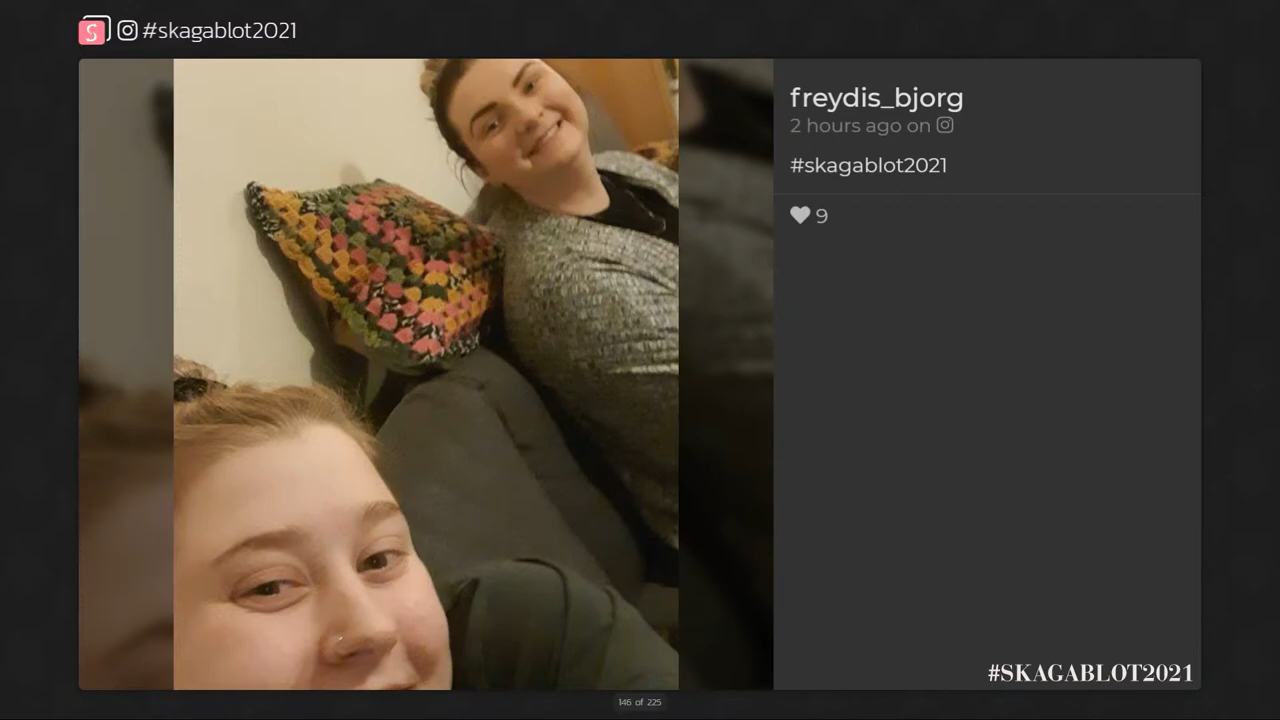 #skagablot2021
freydis_bjorg
2 hours ago on
#skagablot2021
9
#SKAGABLOT2021
146 of 225